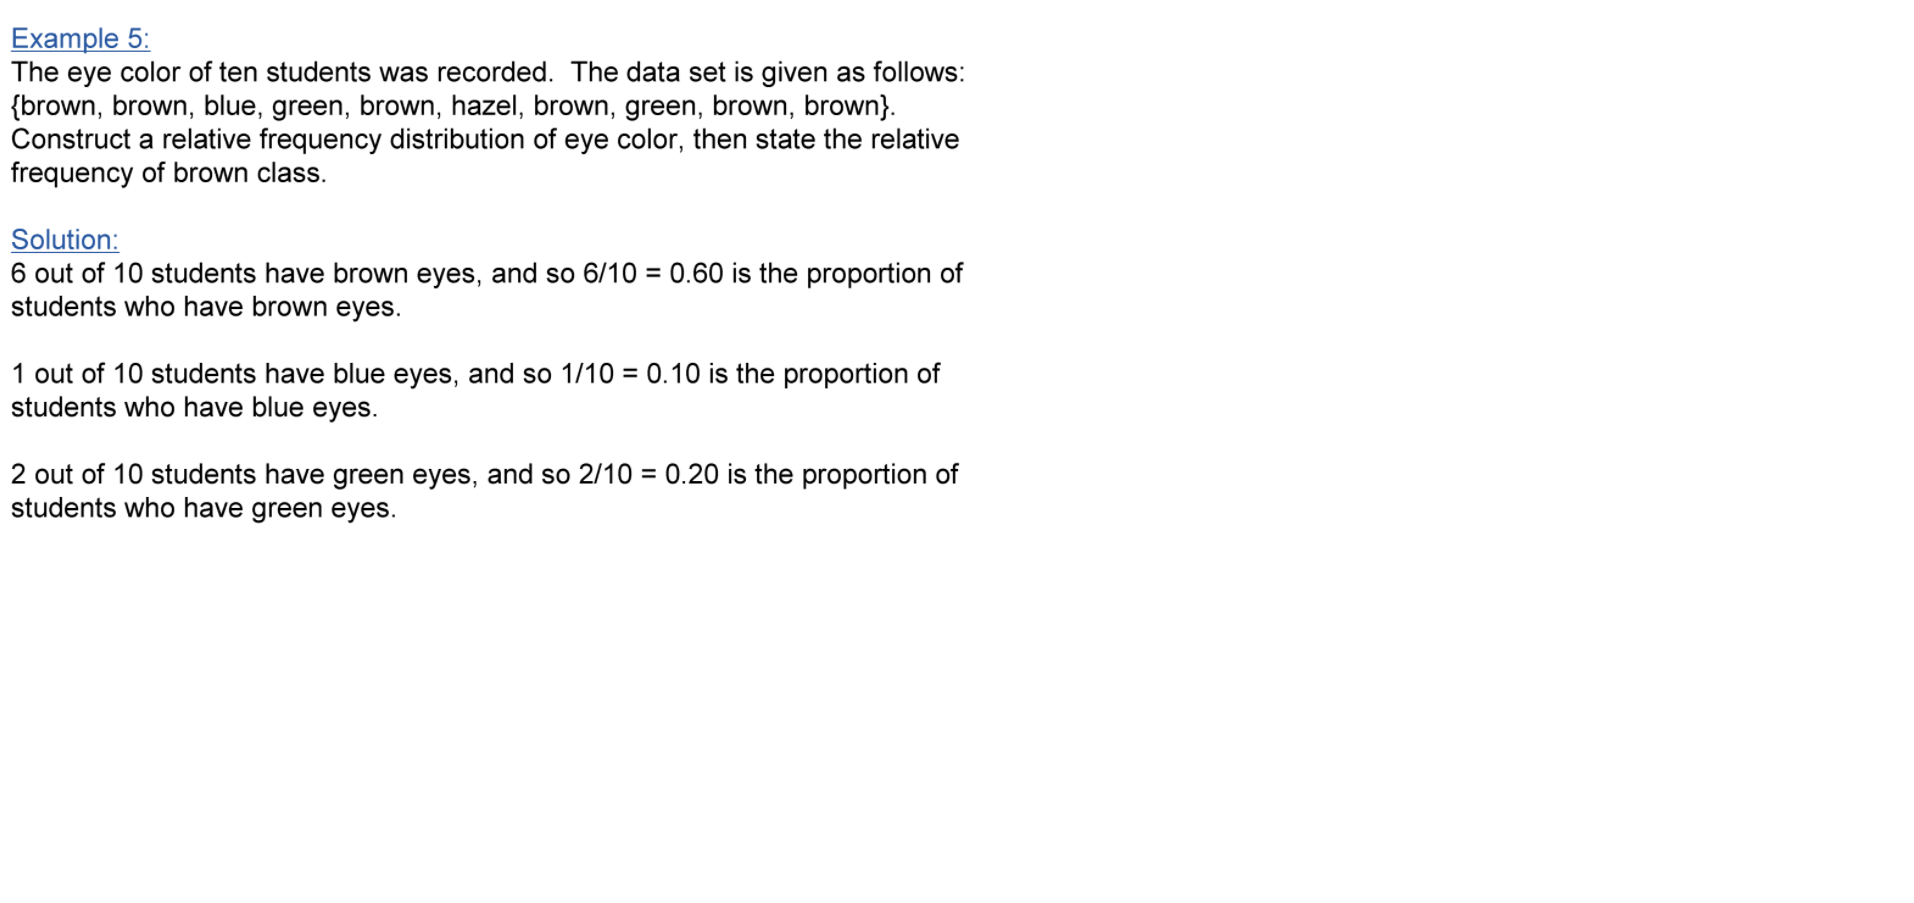 Example 5:
The eye color of ten students was recorded.  The data set is given as follows:
{brown, brown, blue, green, brown, hazel, brown, green, brown, brown}.
Construct a relative frequency distribution of eye color, then state the relative
frequency of brown class.
Solution:
6 out of 10 students have brown eyes, and so 6/10 = 0.60 is the proportion of
students who have brown eyes.
1 out of 10 students have blue eyes, and so 1/10 = 0.10 is the proportion of
students who have blue eyes.
2 out of 10 students have green eyes, and so 2/10 = 0.20 is the proportion of
students who have green eyes.